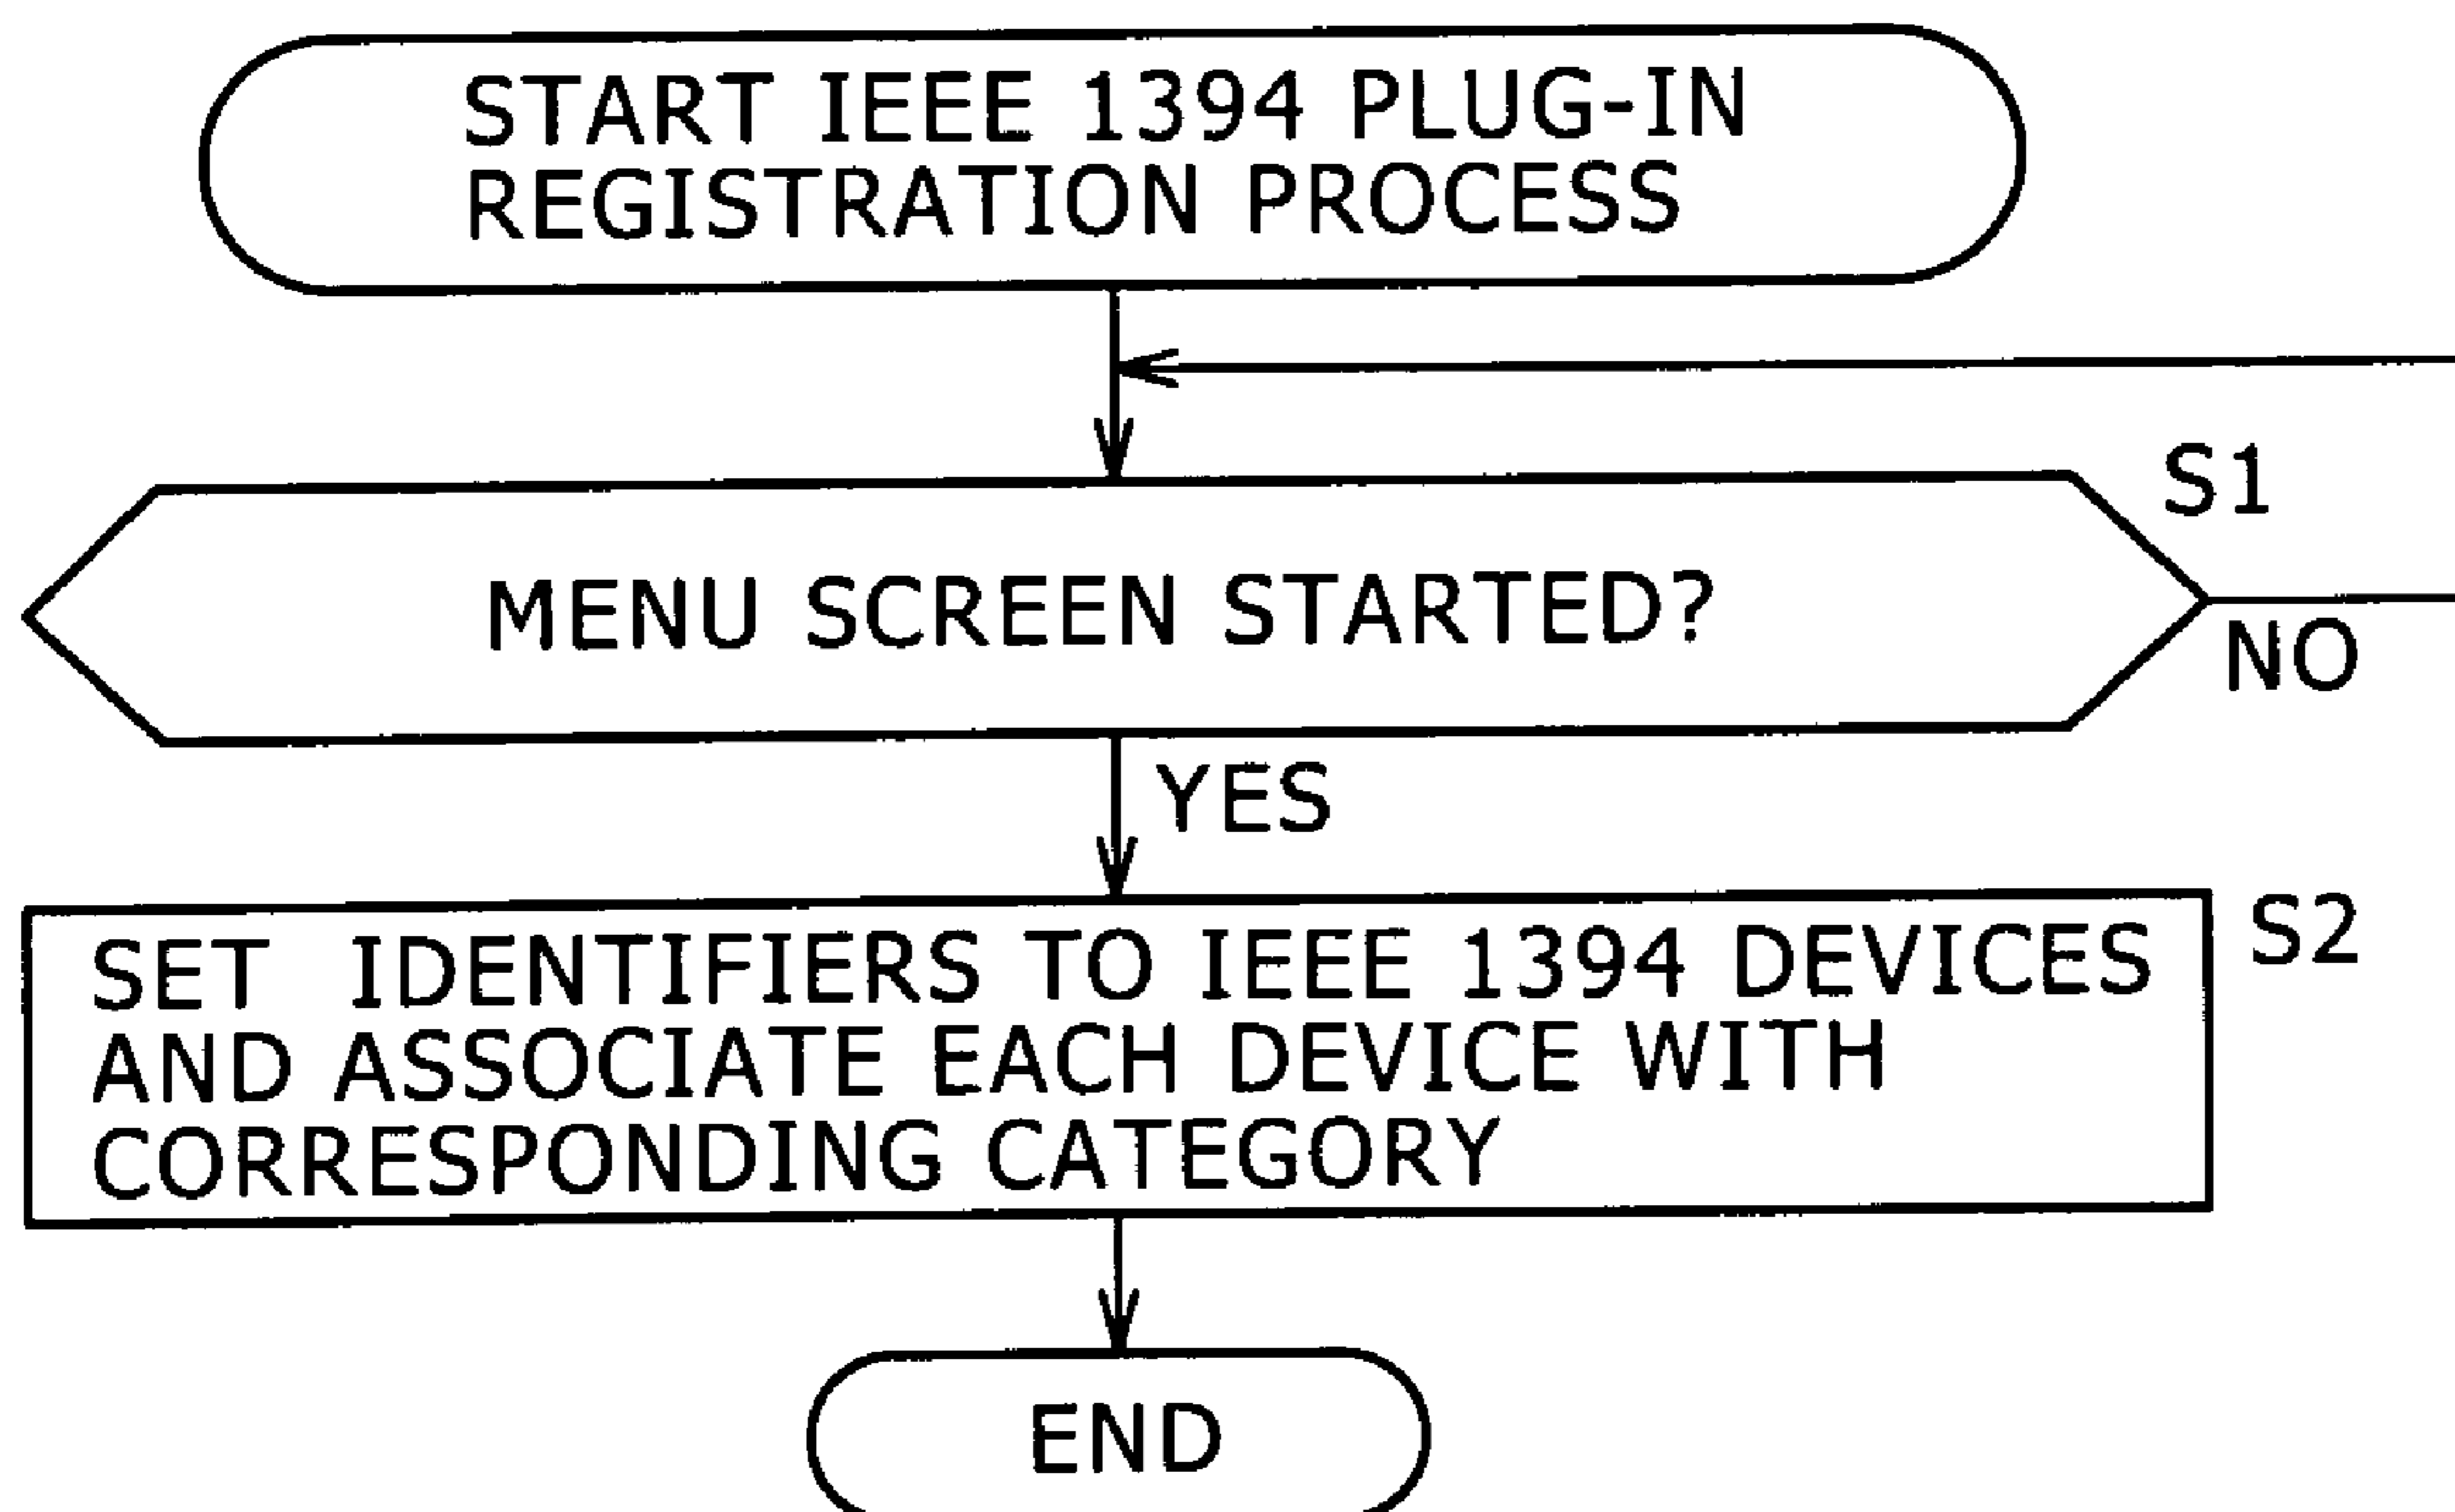 START IEEE 1394 PLUG-IN
REGISTRATION PROCESS
S1
MENU SCREEN STARTED?
NO
YES
S2
SET IDENTIFIERS TO IEEE 1394 DEVICES
AND ASSOCIATE EACH DEVICE WITH
CORRESPONDING CATEGORY
END